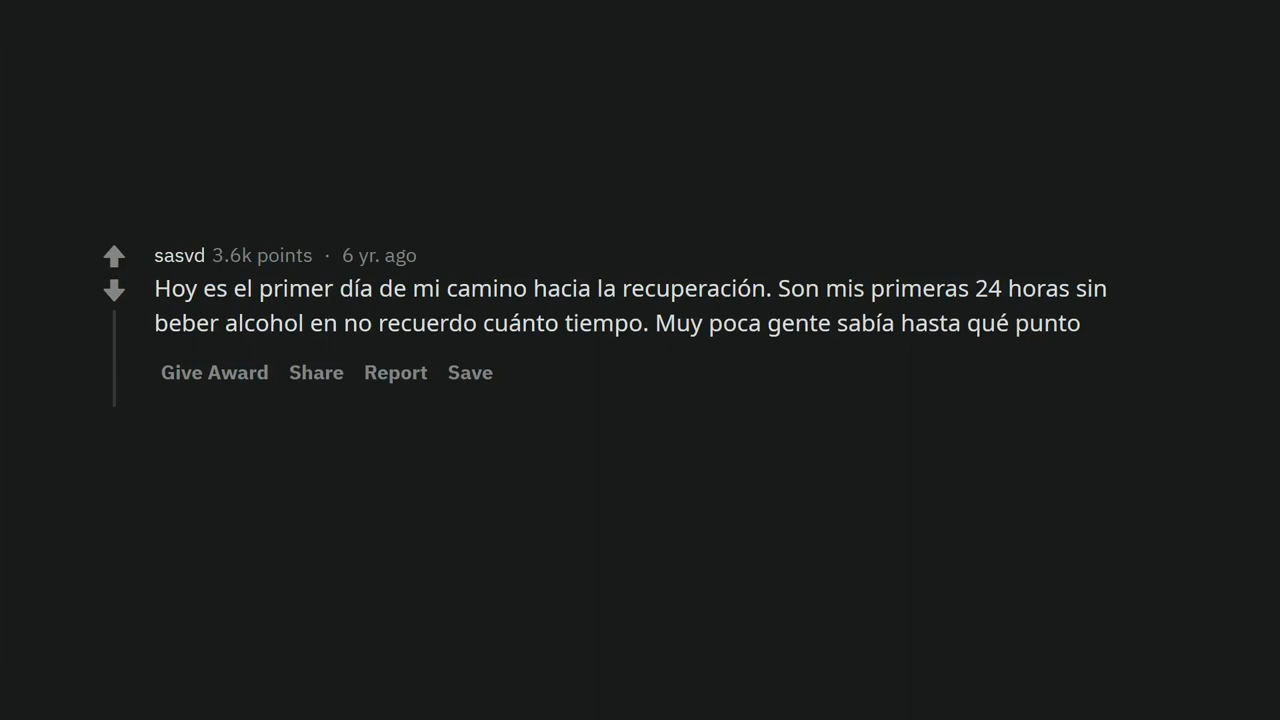 sasvd 3.6k points · 6 yr. ago
Hoy es el primer día de mi camino hacia la recuperación. Son mis primeras 24 horas sin
beber alcohol en no recuerdo cuánto tiempo. Muy poca gente sabía hasta qué punto
Give Award Share Report Save